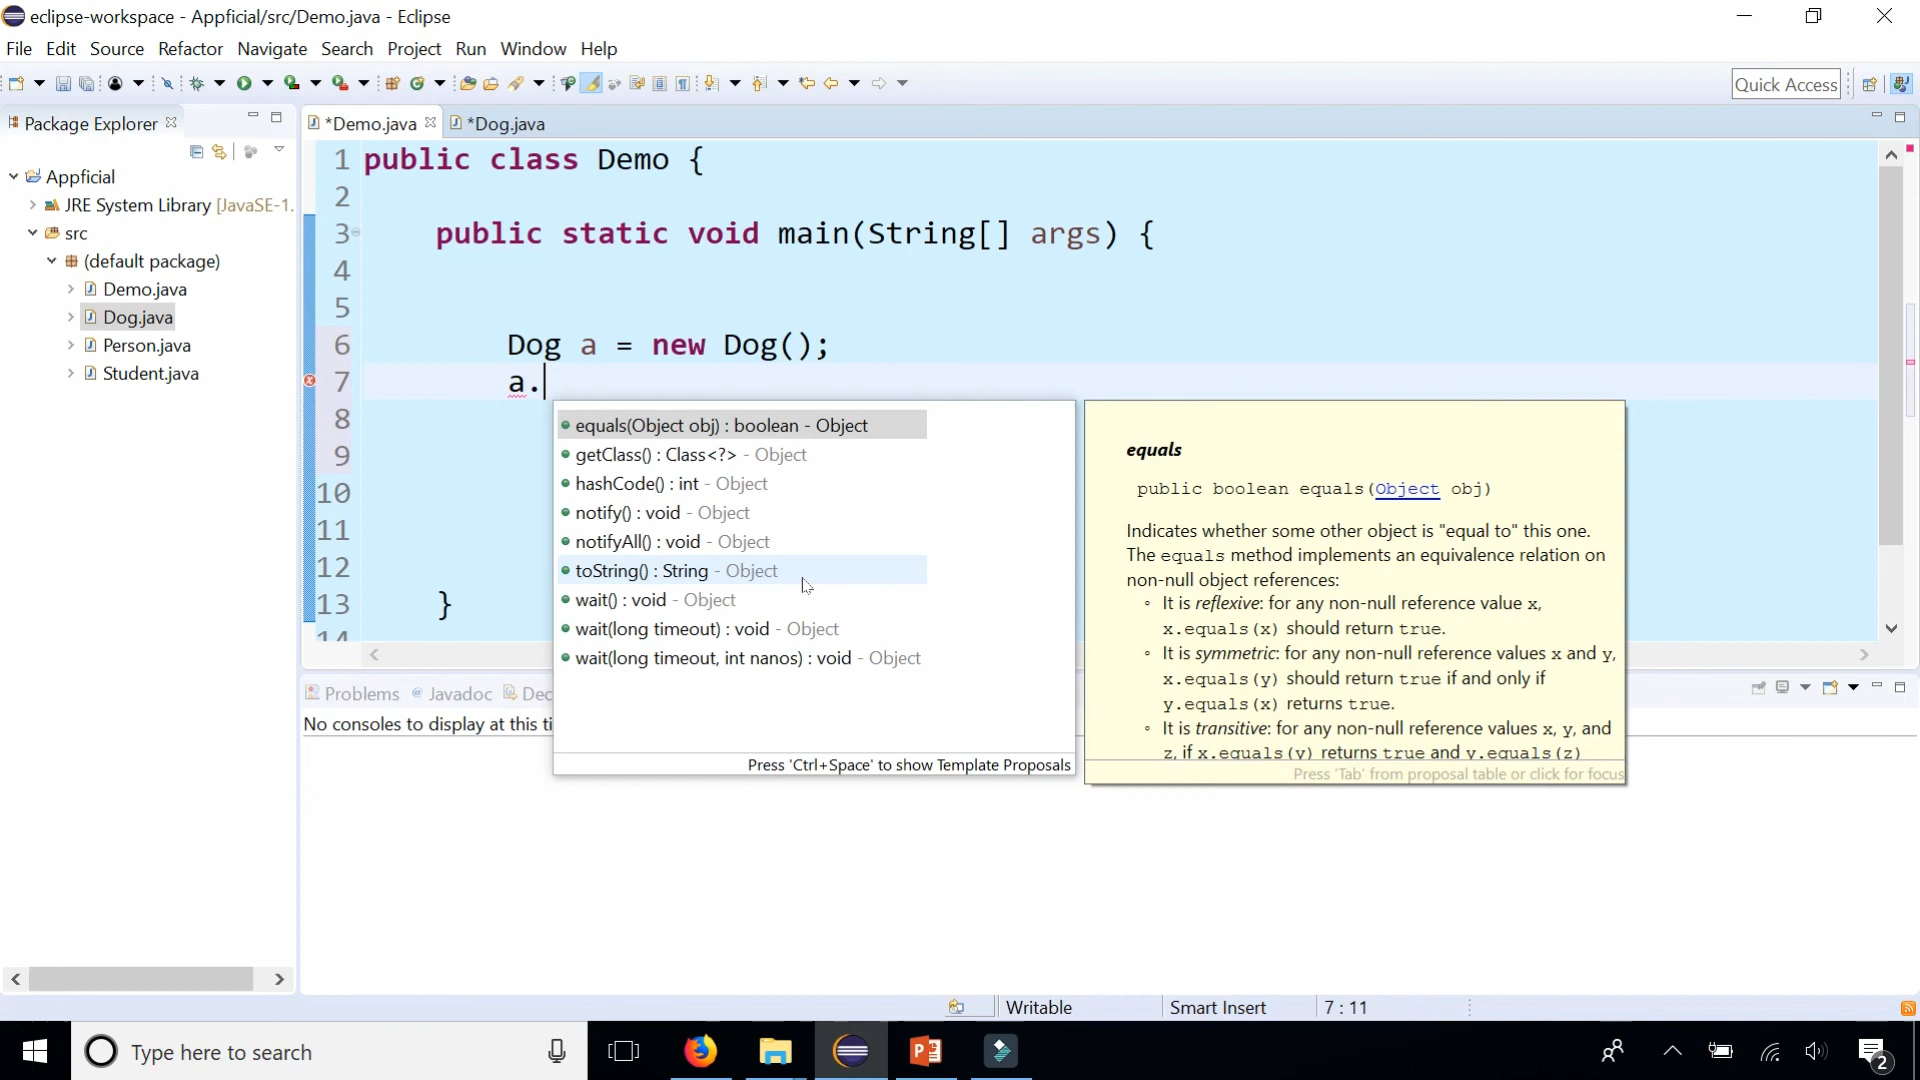 eclipse-workspace - Appficial/src/Demo.java - Eclipse
File Edit Source Refactor Navigate Search Project Run Window Help
Quick Access
Package Explorer
*Demo.java
*Dog.java
Appficial
JRE System Library [JavaSE-1.
src
(default package)
Demo.java
Dog.java
Person.java
Student.java
1 public class Demo {
2
3 public static void main(String[] args) {
4
5
6 Dog a = new Dog();
7 a.
8
9
10
11
12
13 }
14
equals(Object obj) : boolean - Object
getClass() : Class<?> - Object
hashCode() : int - Object
notify() : void - Object
notifyAll() : void - Object
toString() : String - Object
wait() : void - Object
wait(long timeout) : void - Object
wait(long timeout, int nanos) : void - Object
Press 'Ctrl+Space' to show Template Proposals
equals
public boolean equals(Object obj)
Indicates whether some other object is "equal to" this one.
The equals method implements an equivalence relation on
non-null object references:
◦ It is reflexive: for any non-null reference value x,
x.equals(x) should return true.
◦ It is symmetric: for any non-null reference values x and y,
x.equals(y) should return true if and only if
y.equals(x) returns true.
◦ It is transitive: for any non-null reference values x, y, and
z, if x.equals(y) returns true and y.equals(z)
Press 'Tab' from proposal table or click for focus
Problems Javadoc Dec
No consoles to display at this ti
Writable Smart Insert 7 : 11
Type here to search
2